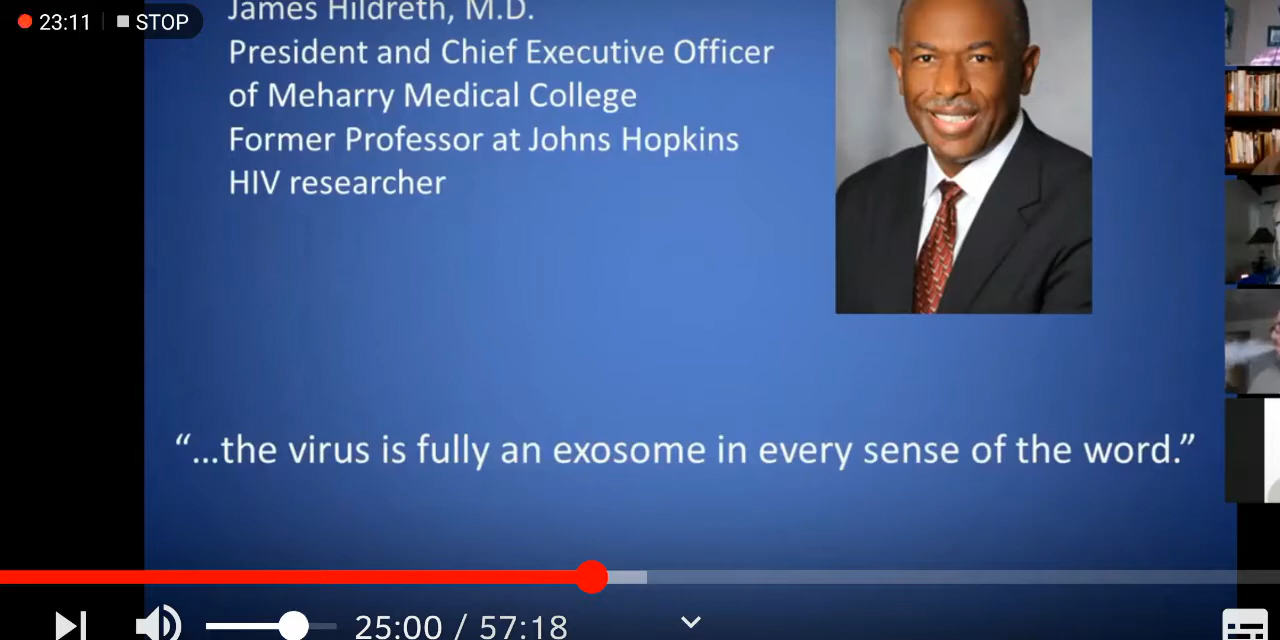 23:11
STOP
James Hildreth, M.D.
President and Chief Executive Officer
of Meharry Medical College
Former Professor at Johns Hopkins
HIV researcher
“...the virus is fully an exosome in every sense of the word.”
25:00 / 57:18